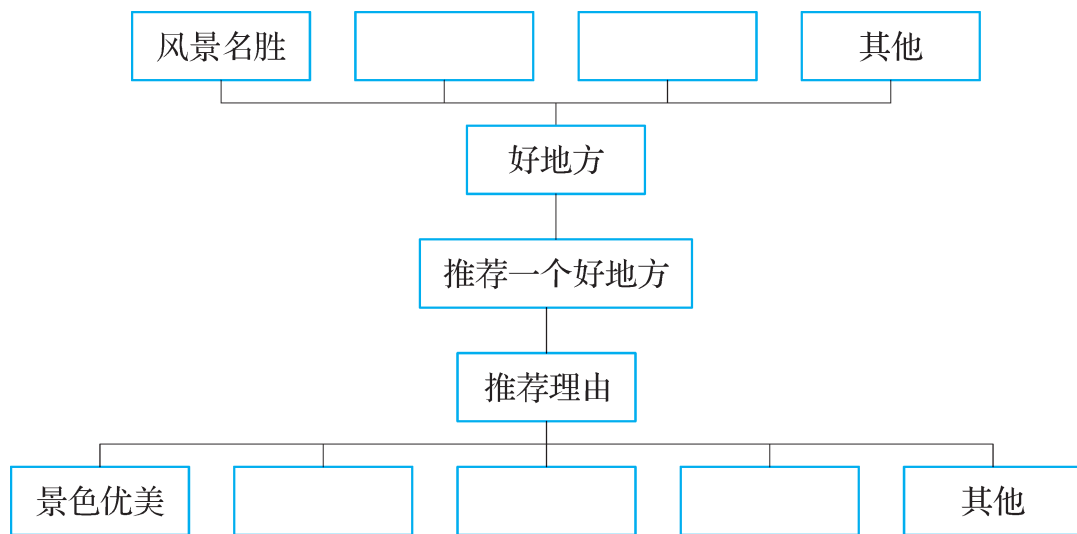 风景名胜
其他
好地方
推荐一个好地方
推荐理由
景色优美
其他